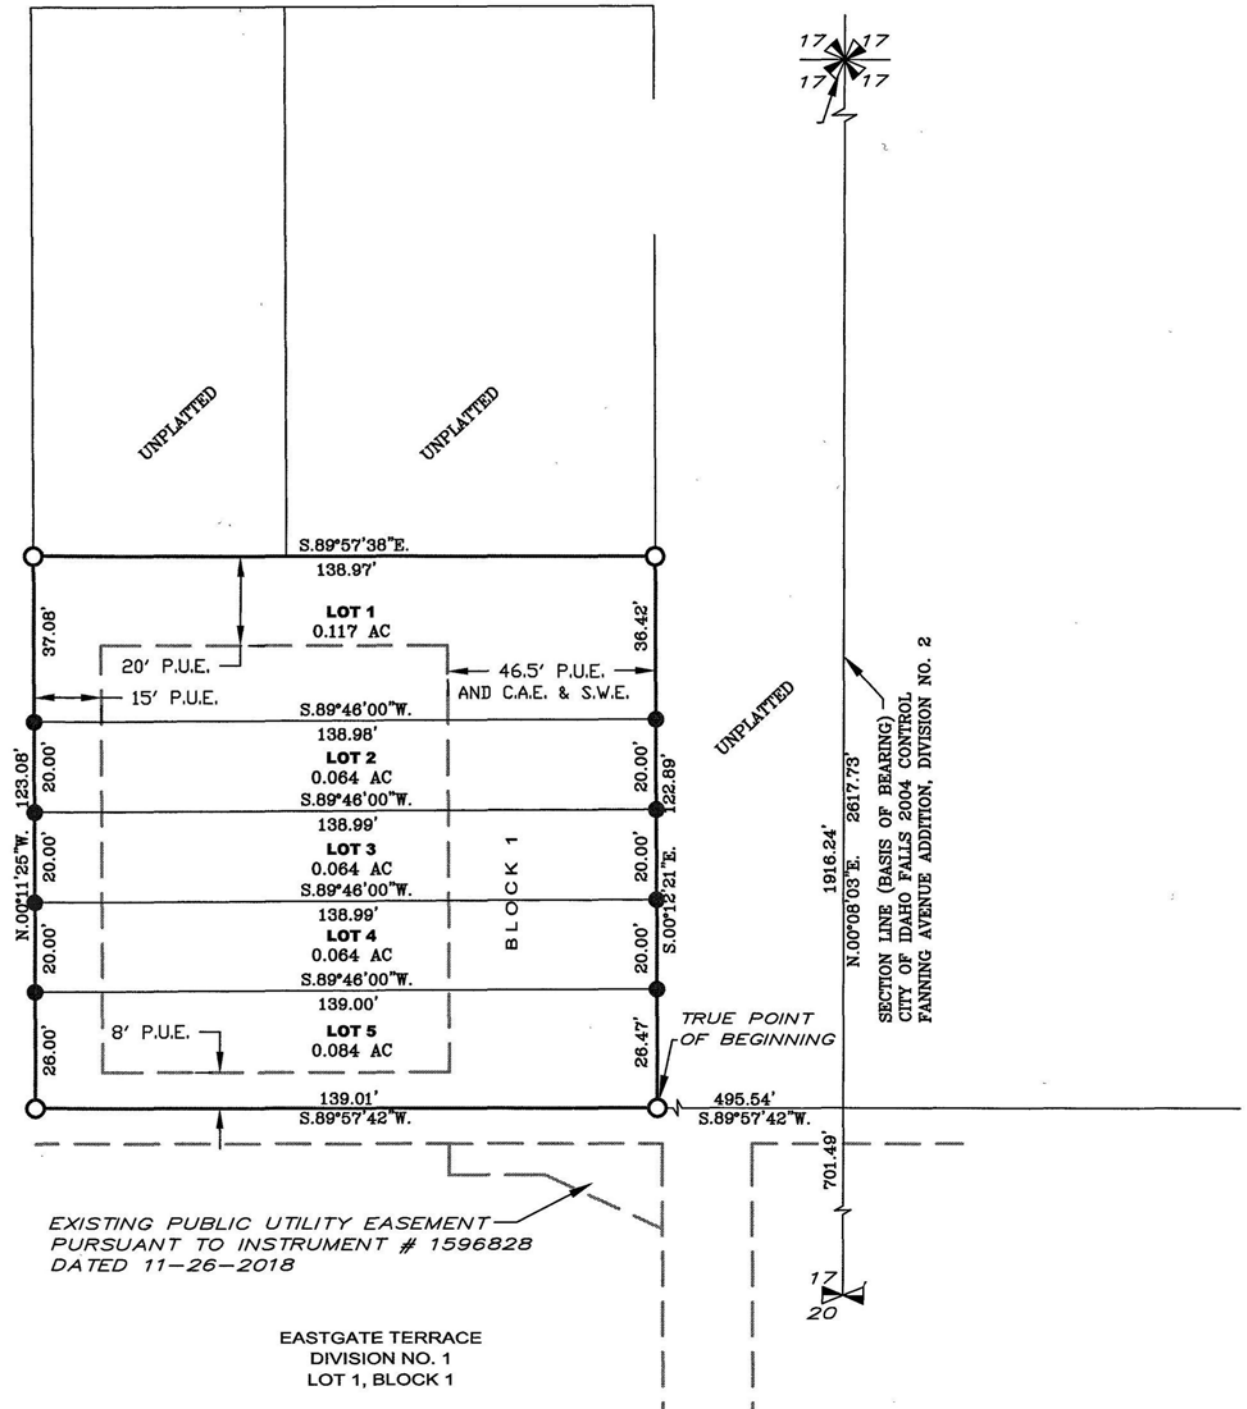 17 17
17 17
UNPLATTED
UNPLATTED
S.89°57'38"E.
138.97'
LOT 1
0.117 AC
37.08'
36.42'
20' P.U.E.
15' P.U.E.
46.5' P.U.E.
AND C.A.E. & S.W.E.
S.89°46'00"W.
138.98'
LOT 2
0.064 AC
20.00'
20.00'
S.89°46'00"W.
138.99'
LOT 3
0.064 AC
20.00'
20.00'
S.89°46'00"W.
138.99'
LOT 4
0.064 AC
20.00'
20.00'
S.89°46'00"W.
139.00'
LOT 5
0.084 AC
8' P.U.E.
26.00'
26.47'
139.01'
S.89°57'42"W.
N.00°11'25"W. 123.08'
S.00°12'21"E. 122.89'
BLOCK 1
UNPLATTED
TRUE POINT
OF BEGINNING
495.54'
S.89°57'42"W.
1916.24'
N.00°08'03"E. 2617.73'
SECTION LINE (BASIS OF BEARING)
CITY OF IDAHO FALLS 2004 CONTROL
FANNING AVENUE ADDITION, DIVISION NO. 2
701.49'
17
20
EXISTING PUBLIC UTILITY EASEMENT
PURSUANT TO INSTRUMENT # 1596828
DATED 11-26-2018
EASTGATE TERRACE
DIVISION NO. 1
LOT 1, BLOCK 1